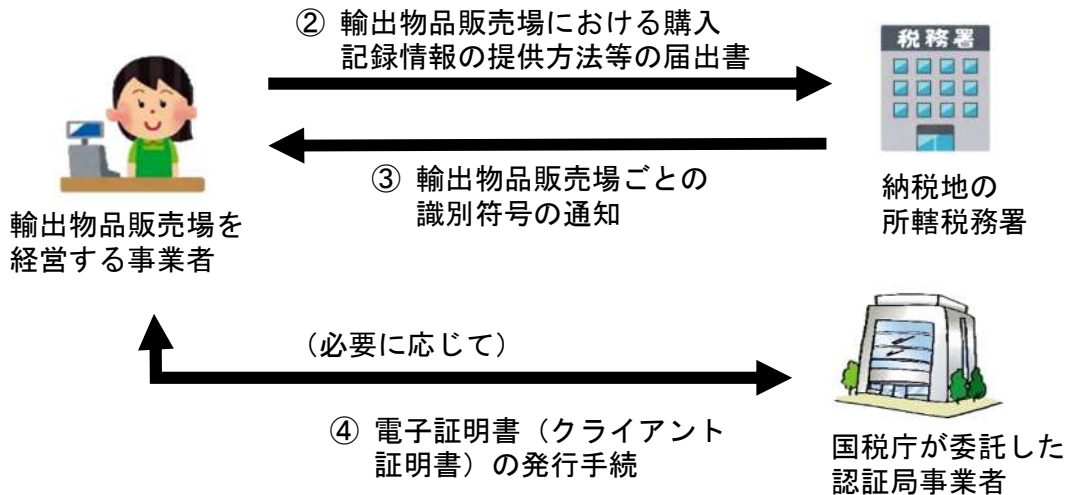 ② 輸出物品販売場における購入
記録情報の提供方法等の届出書
税務署
③ 輸出物品販売場ごとの
識別符号の通知
納税地の
所轄税務署
輸出物品販売場を
経営する事業者
（必要に応じて）
④ 電子証明書（クライアント
証明書）の発行手続
国税庁が委託した
認証局事業者